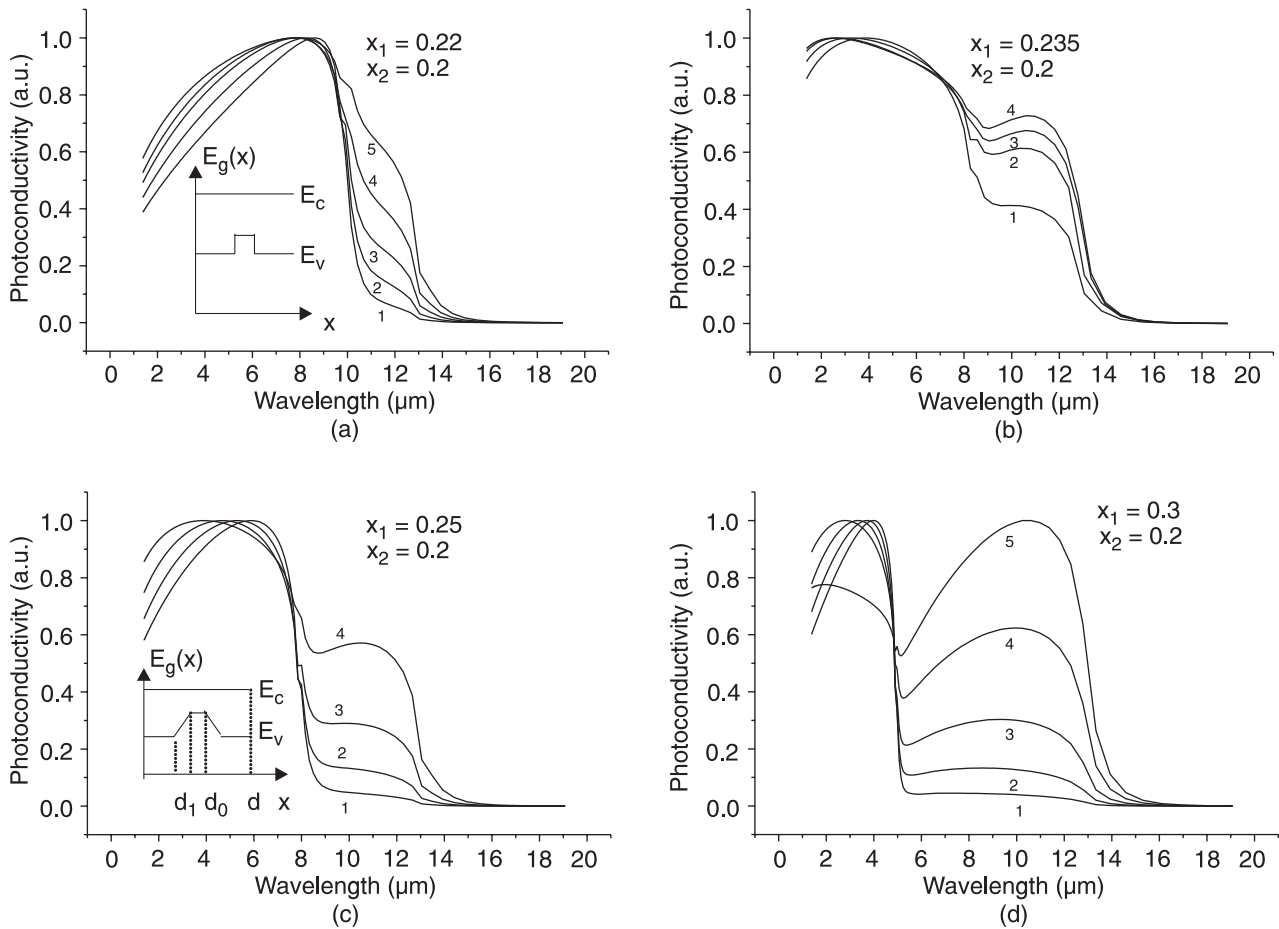 Photoconductivity (a.u.)
1.0
0.8
0.6
0.4
0.2
0.0
x₁ = 0.22
x₂ = 0.2
E_g(x)
E_c
E_v
x
5
4
3
2
1
0 2 4 6 8 10 12 14 16 18 20
Wavelength (µm)
(a)
Photoconductivity (a.u.)
1.0
0.8
0.6
0.4
0.2
0.0
x₁ = 0.235
x₂ = 0.2
4
3
2
1
0 2 4 6 8 10 12 14 16 18 20
Wavelength (µm)
(b)
Photoconductivity (a.u.)
1.0
0.8
0.6
0.4
0.2
0.0
x₁ = 0.25
x₂ = 0.2
E_g(x)
E_c
E_v
d₁ d₀ d x
4
3
2
1
0 2 4 6 8 10 12 14 16 18 20
Wavelength (µm)
(c)
Photoconductivity (a.u.)
1.0
0.8
0.6
0.4
0.2
0.0
x₁ = 0.3
x₂ = 0.2
5
4
3
2
1
0 2 4 6 8 10 12 14 16 18 20
Wavelength (µm)
(d)